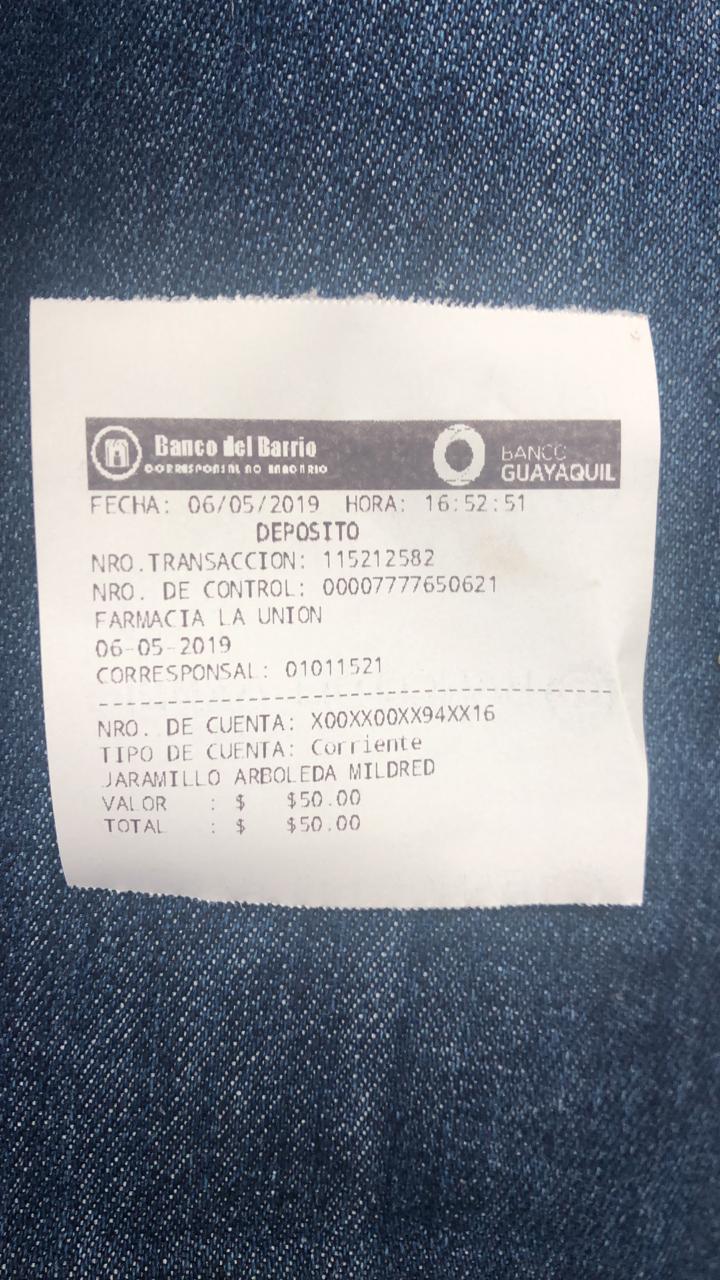 Banco del Barrio
CORRESPONSAL NO BANCARIO
BANCO
GUAYAQUIL
FECHA: 06/05/2019 HORA: 16:52:51
DEPOSITO
NRO.TRANSACCION: 115212582
NRO. DE CONTROL: 00007777650621
FARMACIA LA UNION
06-05-2019
CORRESPONSAL: 01011521
--------------------------------------------
NRO. DE CUENTA: X00XX00XX94XX16
TIPO DE CUENTA: Corriente
JARAMILLO ARBOLEDA MILDRED
VALOR : $ $50.00
TOTAL : $ $50.00